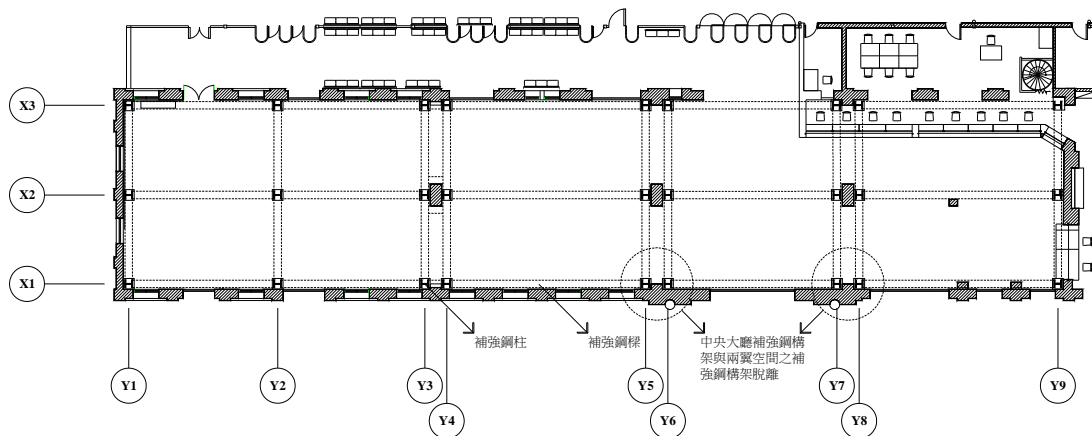 X3
X2
X1
補強鋼柱
補強鋼樑
中央大廳補強鋼構
架與兩翼空間之補
強鋼構架脫離
Y1
Y2
Y3
Y4
Y5
Y6
Y7
Y8
Y9